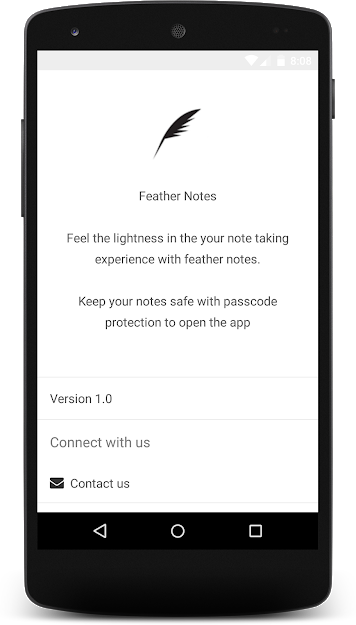 8:08
Feather Notes
Feel the lightness in the your note taking
experience with feather notes.
Keep your notes safe with passcode
protection to open the app
Version 1.0
Connect with us
Contact us